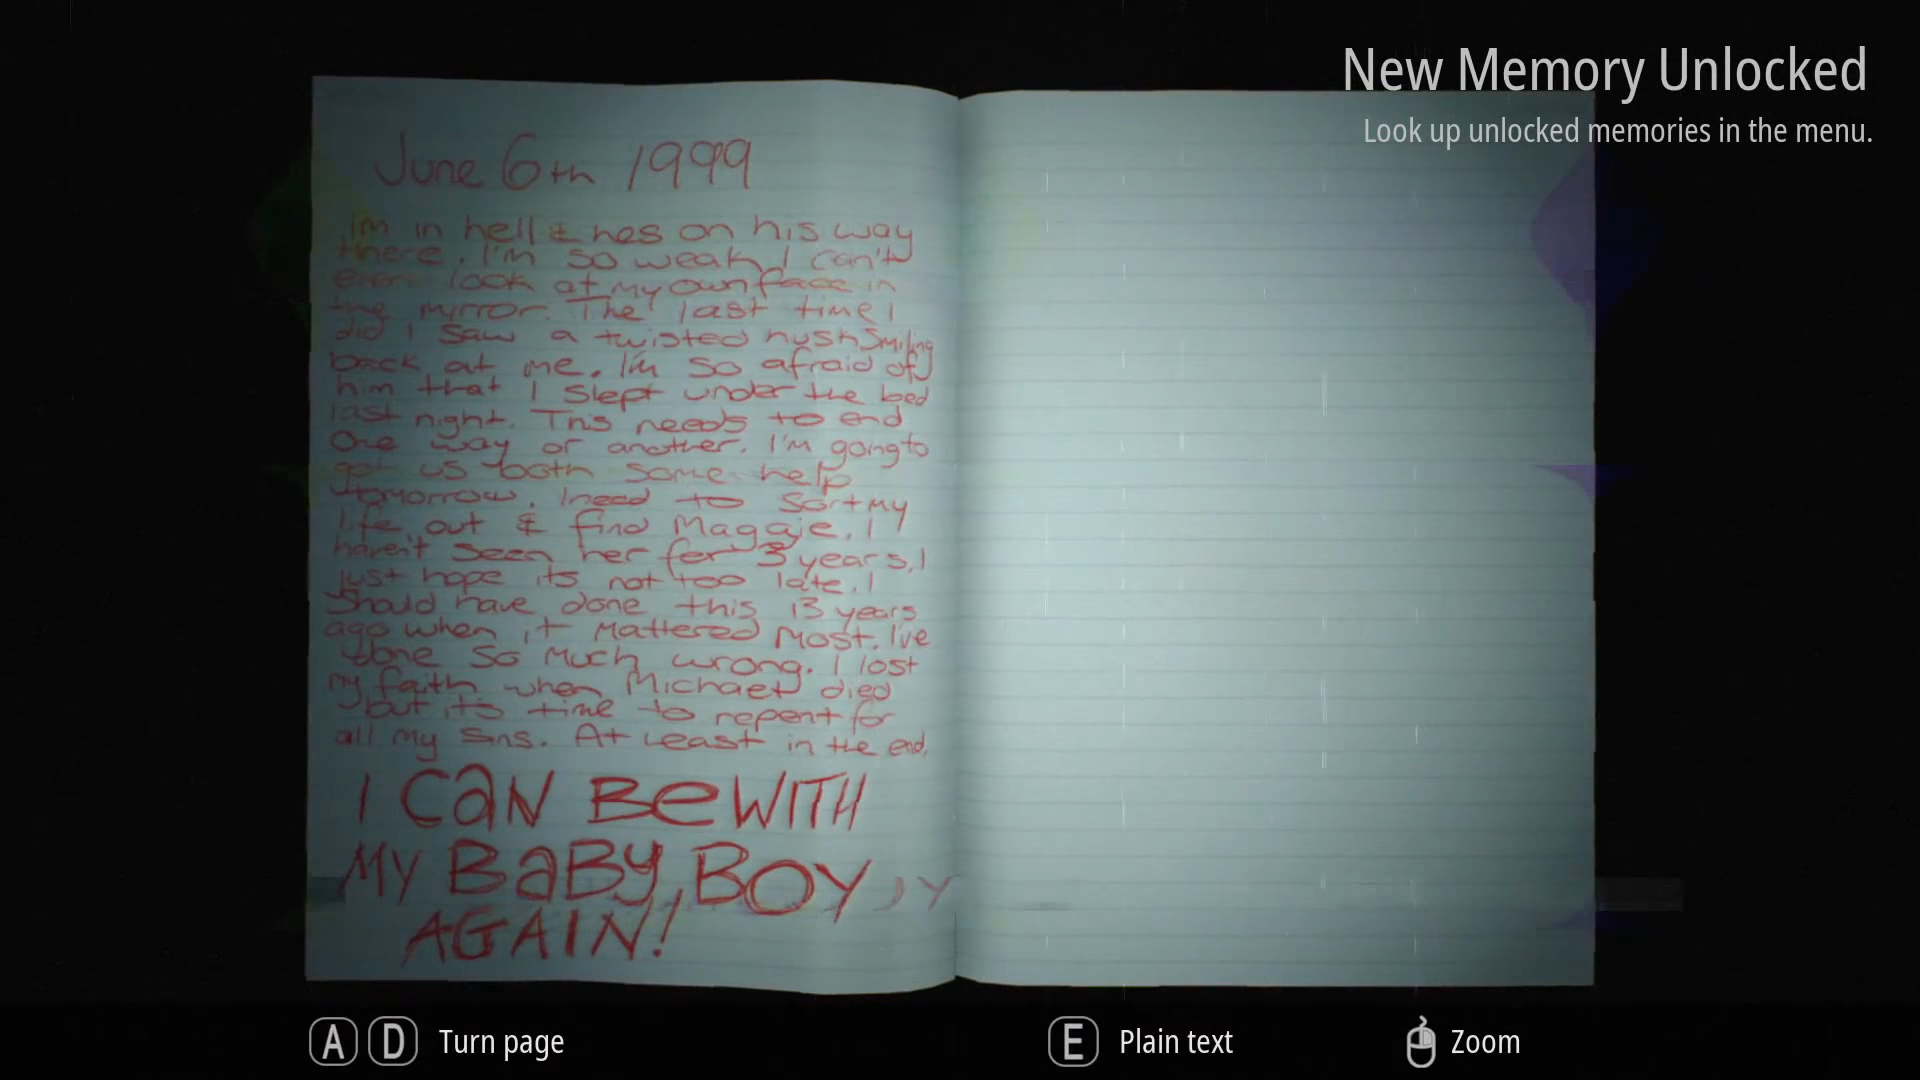 New Memory Unlocked
Look up unlocked memories in the menu.
June 6th 1999
I'm in hell & hes on his way
there. I'm so weak, I can't
even look at my own face in
the mirror. The last time I
did I saw a twisted hush smiling
back at me. I'm so afraid of
him that I slept under the bed
last night. This needs to end
one way or another. I'm going to
get us both some help
tomorrow. I need to sort my
life out & find Maggie. I
haven't seen her for 3 years, I
just hope its not too late. I
should have done this 13 years
ago when it mattered most. I've
done so much wrong. I lost
my faith when Michael died
but its time to repent for
all my sins. At least in the end,
I CAN Be WITH
MY BaBy BOY
AGAIN!
A D Turn page
E Plain text
Zoom